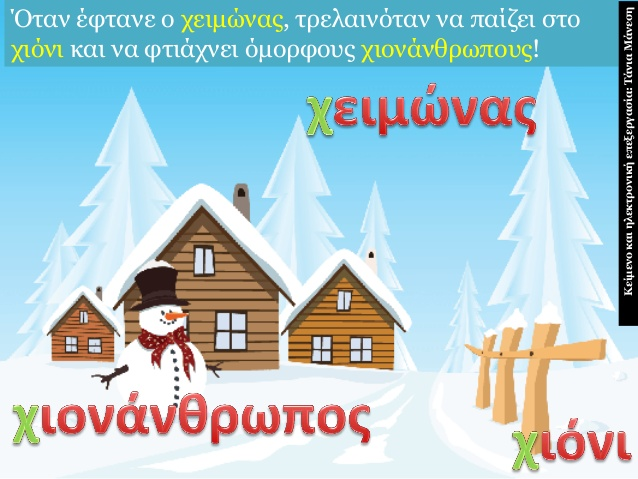 Όταν έφτανε ο χειμώνας, τρελαινόταν να παίζει στο
χιόνι και να φτιάχνει όμορφους χιονάνθρωπους!
Κείμενο και ηλεκτρονική επεξεργασία: Τάνια Μάνεση
χειμώνας
χιονάνθρωπος
χιόνι